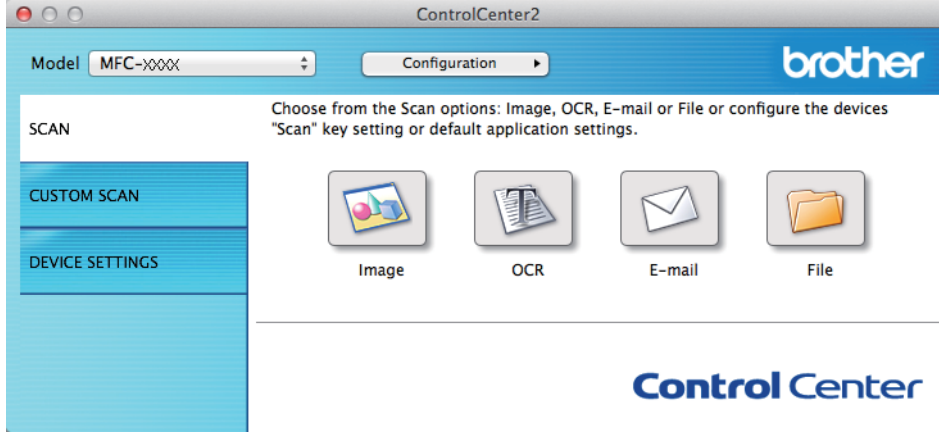 ControlCenter2
Model MFC-XXXX Configuration
brother
SCAN
CUSTOM SCAN
DEVICE SETTINGS
Choose from the Scan options: Image, OCR, E-mail or File or configure the devices
"Scan" key setting or default application settings.
Image OCR E-mail File
Control Center